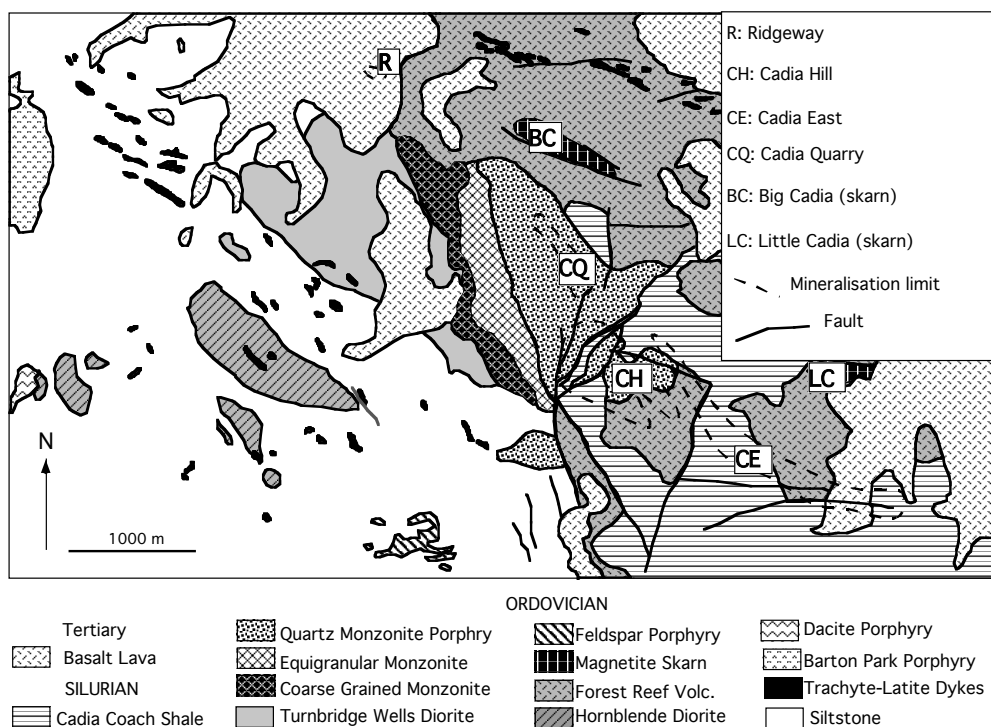 R: Ridgeway
CH: Cadia Hill
CE: Cadia East
CQ: Cadia Quarry
BC: Big Cadia (skarn)
LC: Little Cadia (skarn)
Mineralisation limit
Fault
R
BC
CQ
CH
LC
CE
N
1000 m
ORDOVICIAN
Tertiary
Basalt Lava
SILURIAN
Cadia Coach Shale
Quartz Monzonite Porphry
Equigranular Monzonite
Coarse Grained Monzonite
Turnbridge Wells Diorite
Feldspar Porphyry
Magnetite Skarn
Forest Reef Volc.
Hornblende Diorite
Dacite Porphyry
Barton Park Porphyry
Trachyte-Latite Dykes
Siltstone